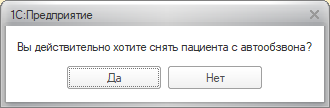 1С:Предприятие
Вы действительно хотите снять пациента с автообзвона?
Да Нет